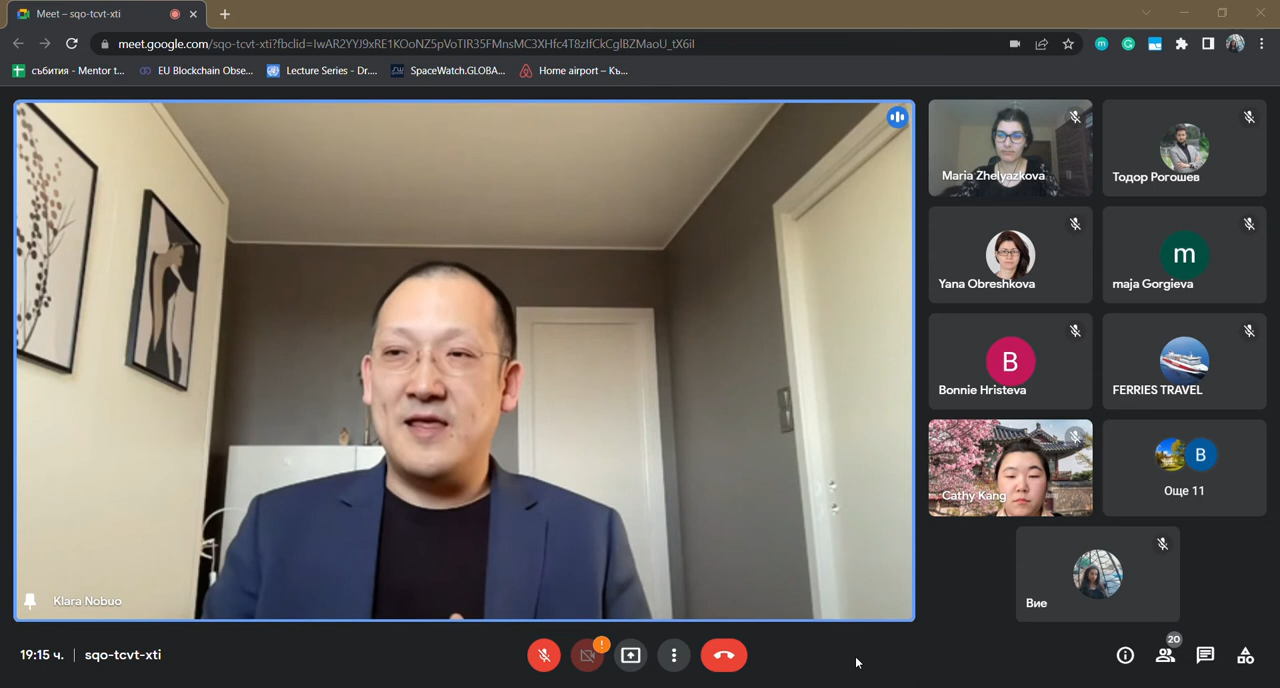 Meet – sqo-tcvt-xti
meet.google.com/sqo-tcvt-xti?fbclid=IwAR2YYJ9xRE1KOoNZ5pVoTIR35FMnsMC3XHfc4T8zIfCkCglBZMaoU_tX6iI
събития - Mentor t...
EU Blockchain Obse...
Lecture Series - Dr....
SpaceWatch.GLOBA...
Home airport – Къ...
Maria Zhelyazkova
Тодор Рогошев
Yana Obreshkova
m
maja Gorgieva
B
Bonnie Hristeva
FERRIES TRAVEL
Cathy Kang
B
Още 11
Klara Nobuo
Вие
19:15 ч. | sqo-tcvt-xti
20